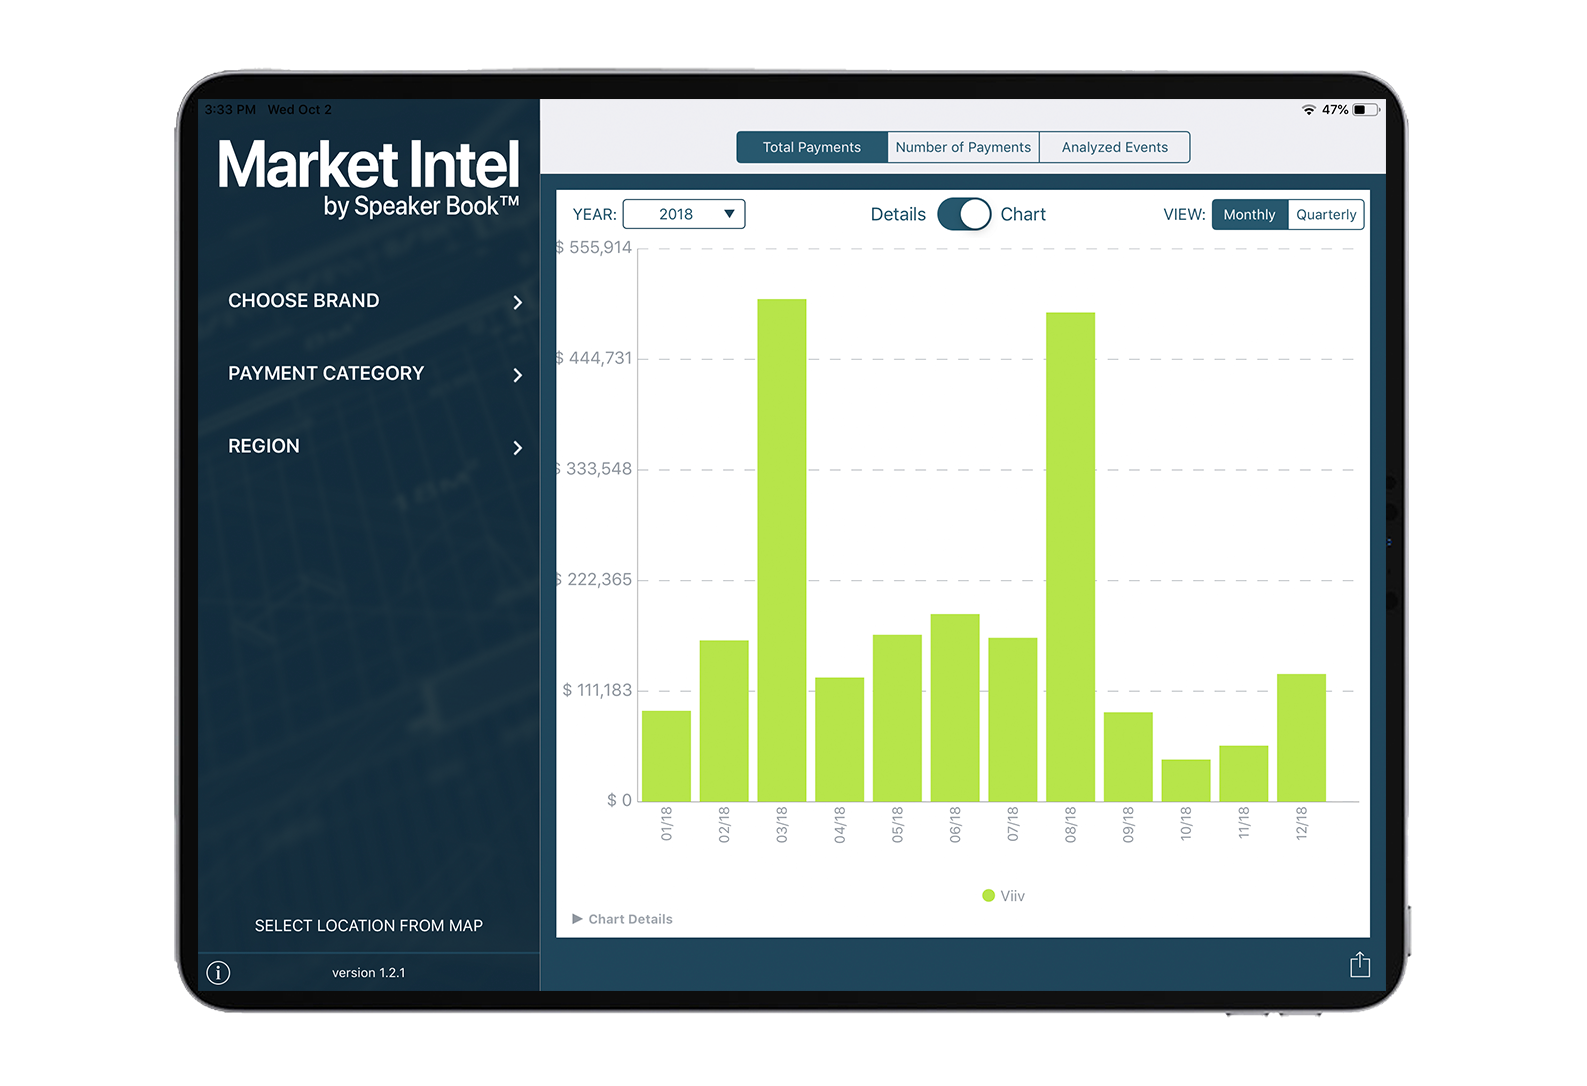 3:33 PM Wed Oct 2
47%
Market Intel
by Speaker Book™
CHOOSE BRAND
PAYMENT CATEGORY
REGION
SELECT LOCATION FROM MAP
version 1.2.1
Total Payments Number of Payments Analyzed Events
YEAR: 2018 Details Chart VIEW: Monthly Quarterly
$ 555,914
$ 444,731
$ 333,548
$ 222,365
$ 111,183
$ 0
01/18 02/18 03/18 04/18 05/18 06/18 07/18 08/18 09/18 10/18 11/18 12/18
Viiv
Chart Details